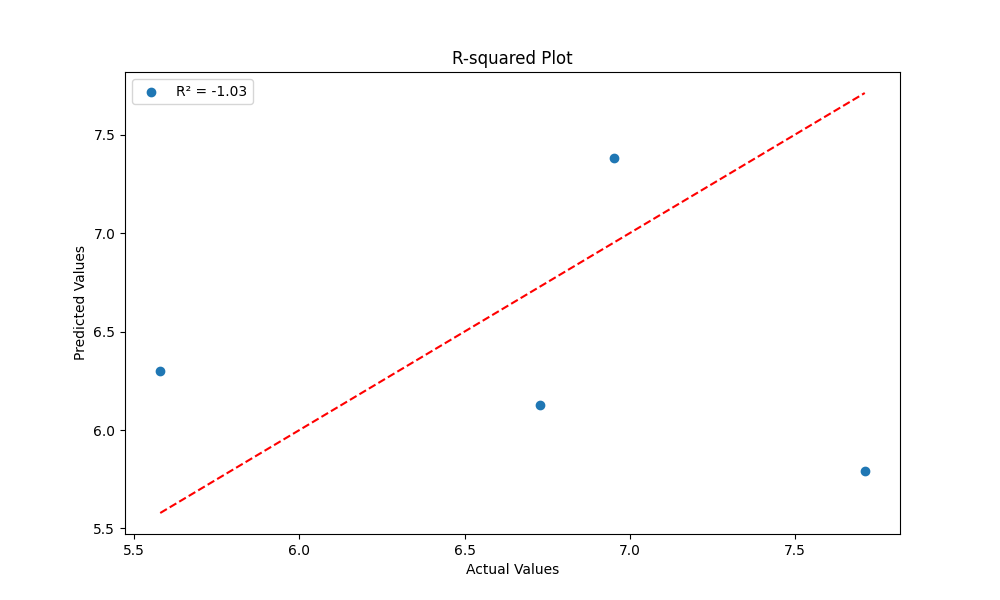 R-squared Plot
R² = -1.03
7.5
7.0
6.5
6.0
5.5
Predicted Values
5.5 6.0 6.5 7.0 7.5
Actual Values